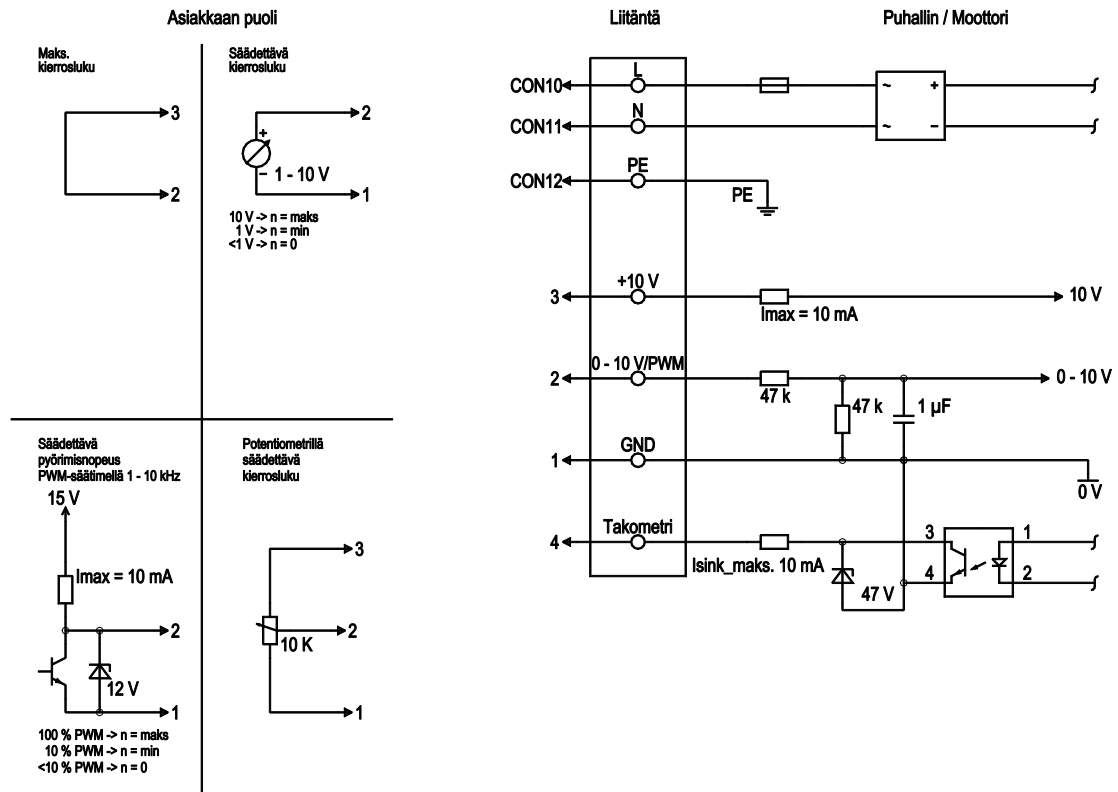 Asiakkaan puoli
Liitäntä
Puhallin / Moottori
Maks.
kierrosluku
3
2
Säädettävä
kierrosluku
2
+
– 1 - 10 V
1
10 V -> n = maks
1 V -> n = min
<1 V -> n = 0
Säädettävä
pyörimisnopeus
PWM-säätimellä 1 - 10 kHz
15 V
Imax = 10 mA
2
12 V
1
100 % PWM -> n = maks
10 % PWM -> n = min
<10 % PWM -> n = 0
Potentiometrillä
säädettävä
kierrosluku
3
2
10 K
1
CON10 L ~ +
CON11 N ~ –
CON12 PE
PE
3 +10 V 10 V
Imax = 10 mA
2 0 - 10 V/PWM 0 - 10 V
47 k
47 k 1 µF
1 GND
0 V
4 Takometri 3 1
Isink_maks. 10 mA 4 2
47 V